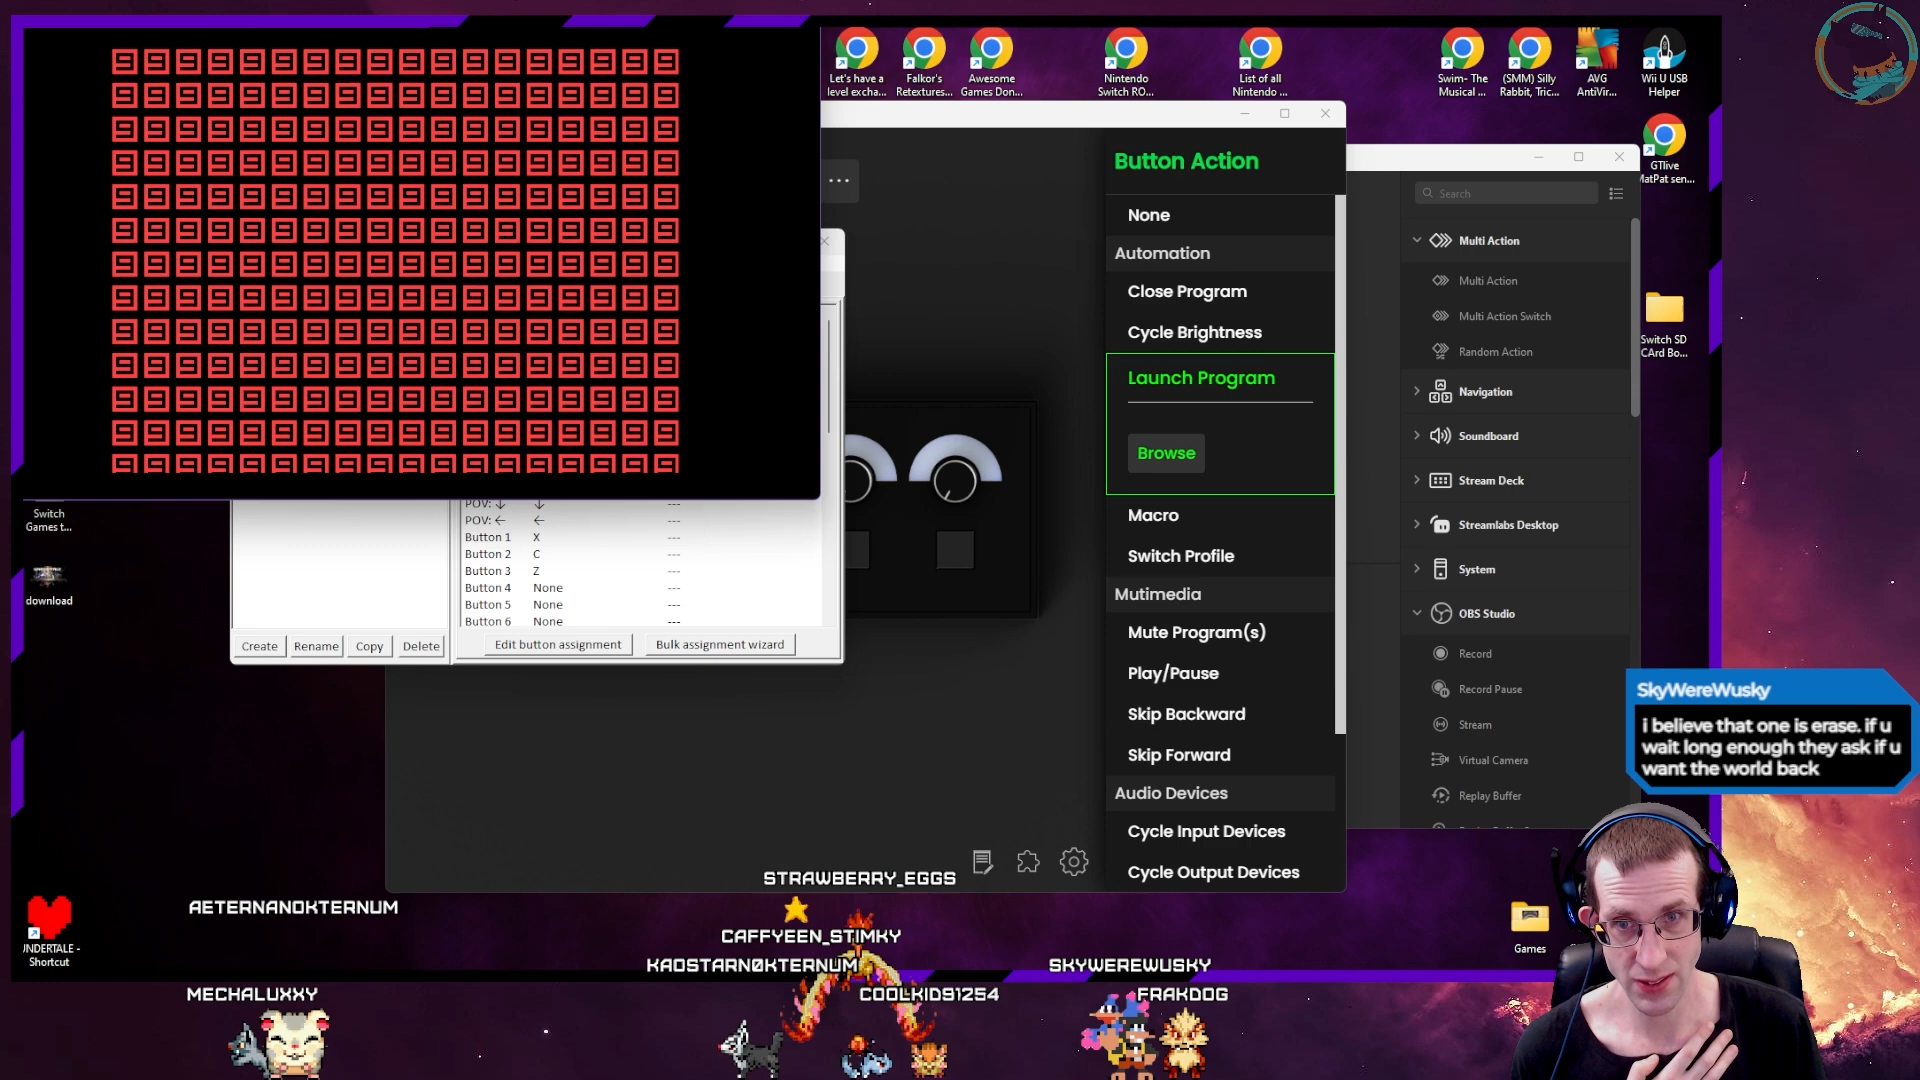 Let's have a level excha...
Falkor's Retextures...
Awesome Games Don...
Nintendo Switch RO...
List of all Nintendo ...
Swim- The Musical ...
(SMM) Silly Rabbit, Tric...
AVG AntiVir...
Wii U USB Helper
GTlive MatPat sen...
Switch SD CArd Bo...
Button Action
None
Automation
Close Program
Cycle Brightness
Launch Program
Browse
Macro
Switch Profile
Mutimedia
Mute Program(s)
Play/Pause
Skip Backward
Skip Forward
Audio Devices
Cycle Input Devices
Cycle Output Devices
Search
Multi Action
Multi Action
Multi Action Switch
Random Action
Navigation
Soundboard
Stream Deck
Streamlabs Desktop
System
OBS Studio
Record
Record Pause
Stream
Virtual Camera
Replay Buffer
Switch Games t...
download
POV: ↓ ↓ ---
POV: ← ← ---
Button 1 X ---
Button 2 C ---
Button 3 Z ---
Button 4 None ---
Button 5 None ---
Button 6 None ---
Create Rename Copy Delete
Edit button assignment Bulk assignment wizard
SkyWereWusky
i believe that one is erase. if u
wait long enough they ask if u
want the world back
UNDERTALE - Shortcut
Games
STRAWBERRY_EGGS
AETERNANOKTERNUM
CAFFYEEN_STIMKY
KAOSTARN0KTERNUM
SKYWEREWUSKY
MECHALUXXY
COOLKIDS1254
FRAKDOG